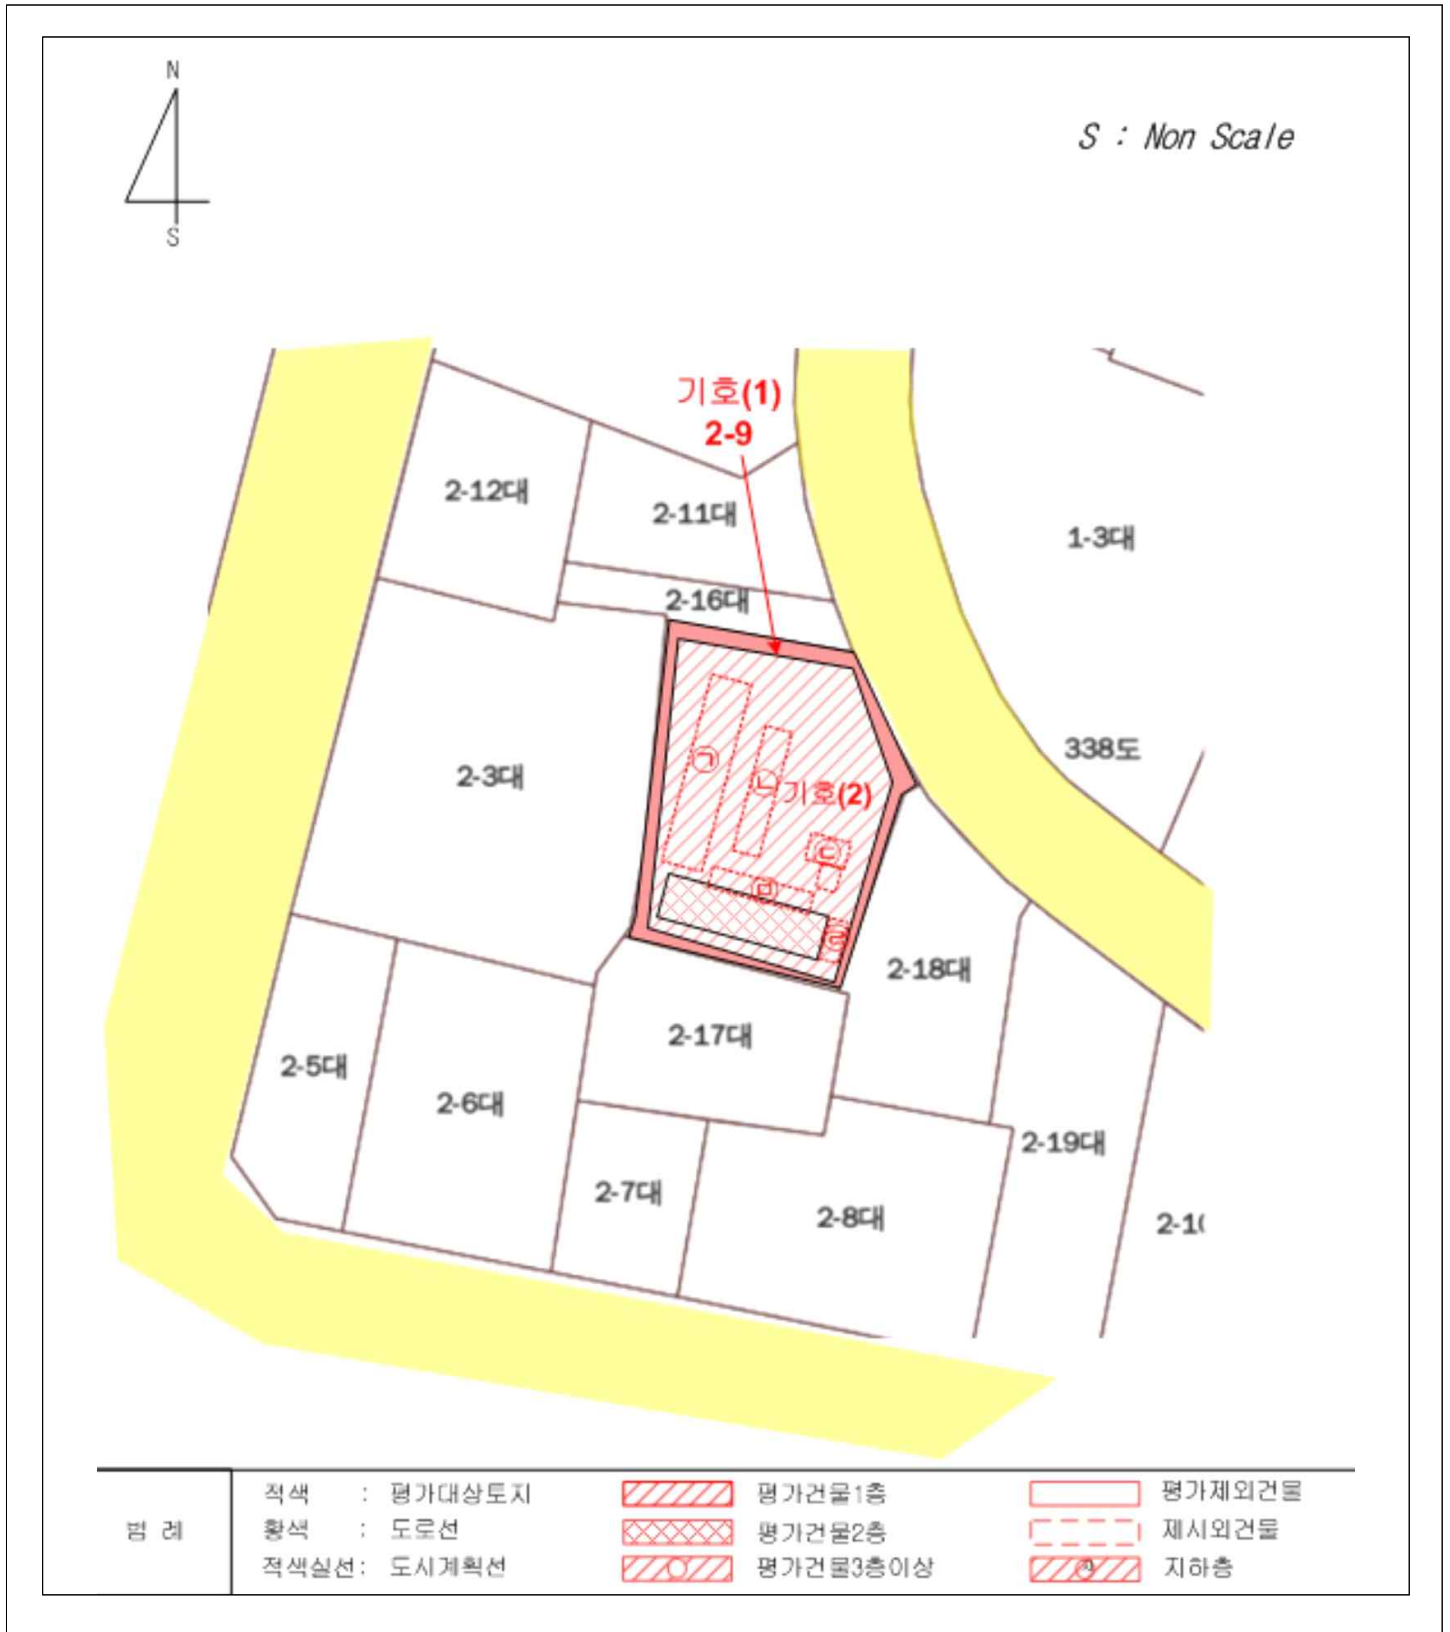 N
S : Non Scale
S
기호(1)
2-9
2-12대
2-11대
1-3대
2-16대
338도
2-3대
㉠
㉡
기호(2)
㉢
㉤
㉣
2-18대
2-17대
2-5대
2-6대
2-19대
2-7대
2-8대
2-1(
범 례
적색 : 평가대상토지
평가건물1층
평가제외건물
황색 : 도로선
평가건물2층
제시외건물
적색실선: 도시계획선
평가건물3층이상
지하층